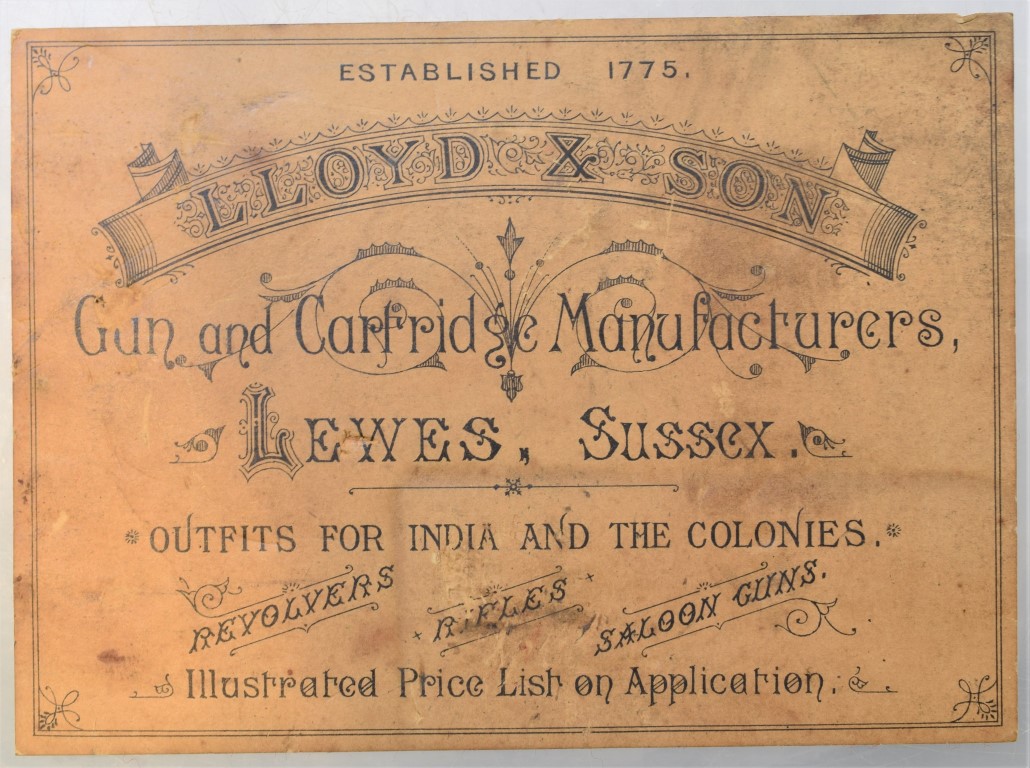 ESTABLISHED 1775.
LLOYD & SON
Gun and Cartridge Manufacturers,
LEWES, SUSSEX.
OUTFITS FOR INDIA AND THE COLONIES.
REVOLVERS RIFLES SALOON GUNS.
Illustrated Price List on Application.